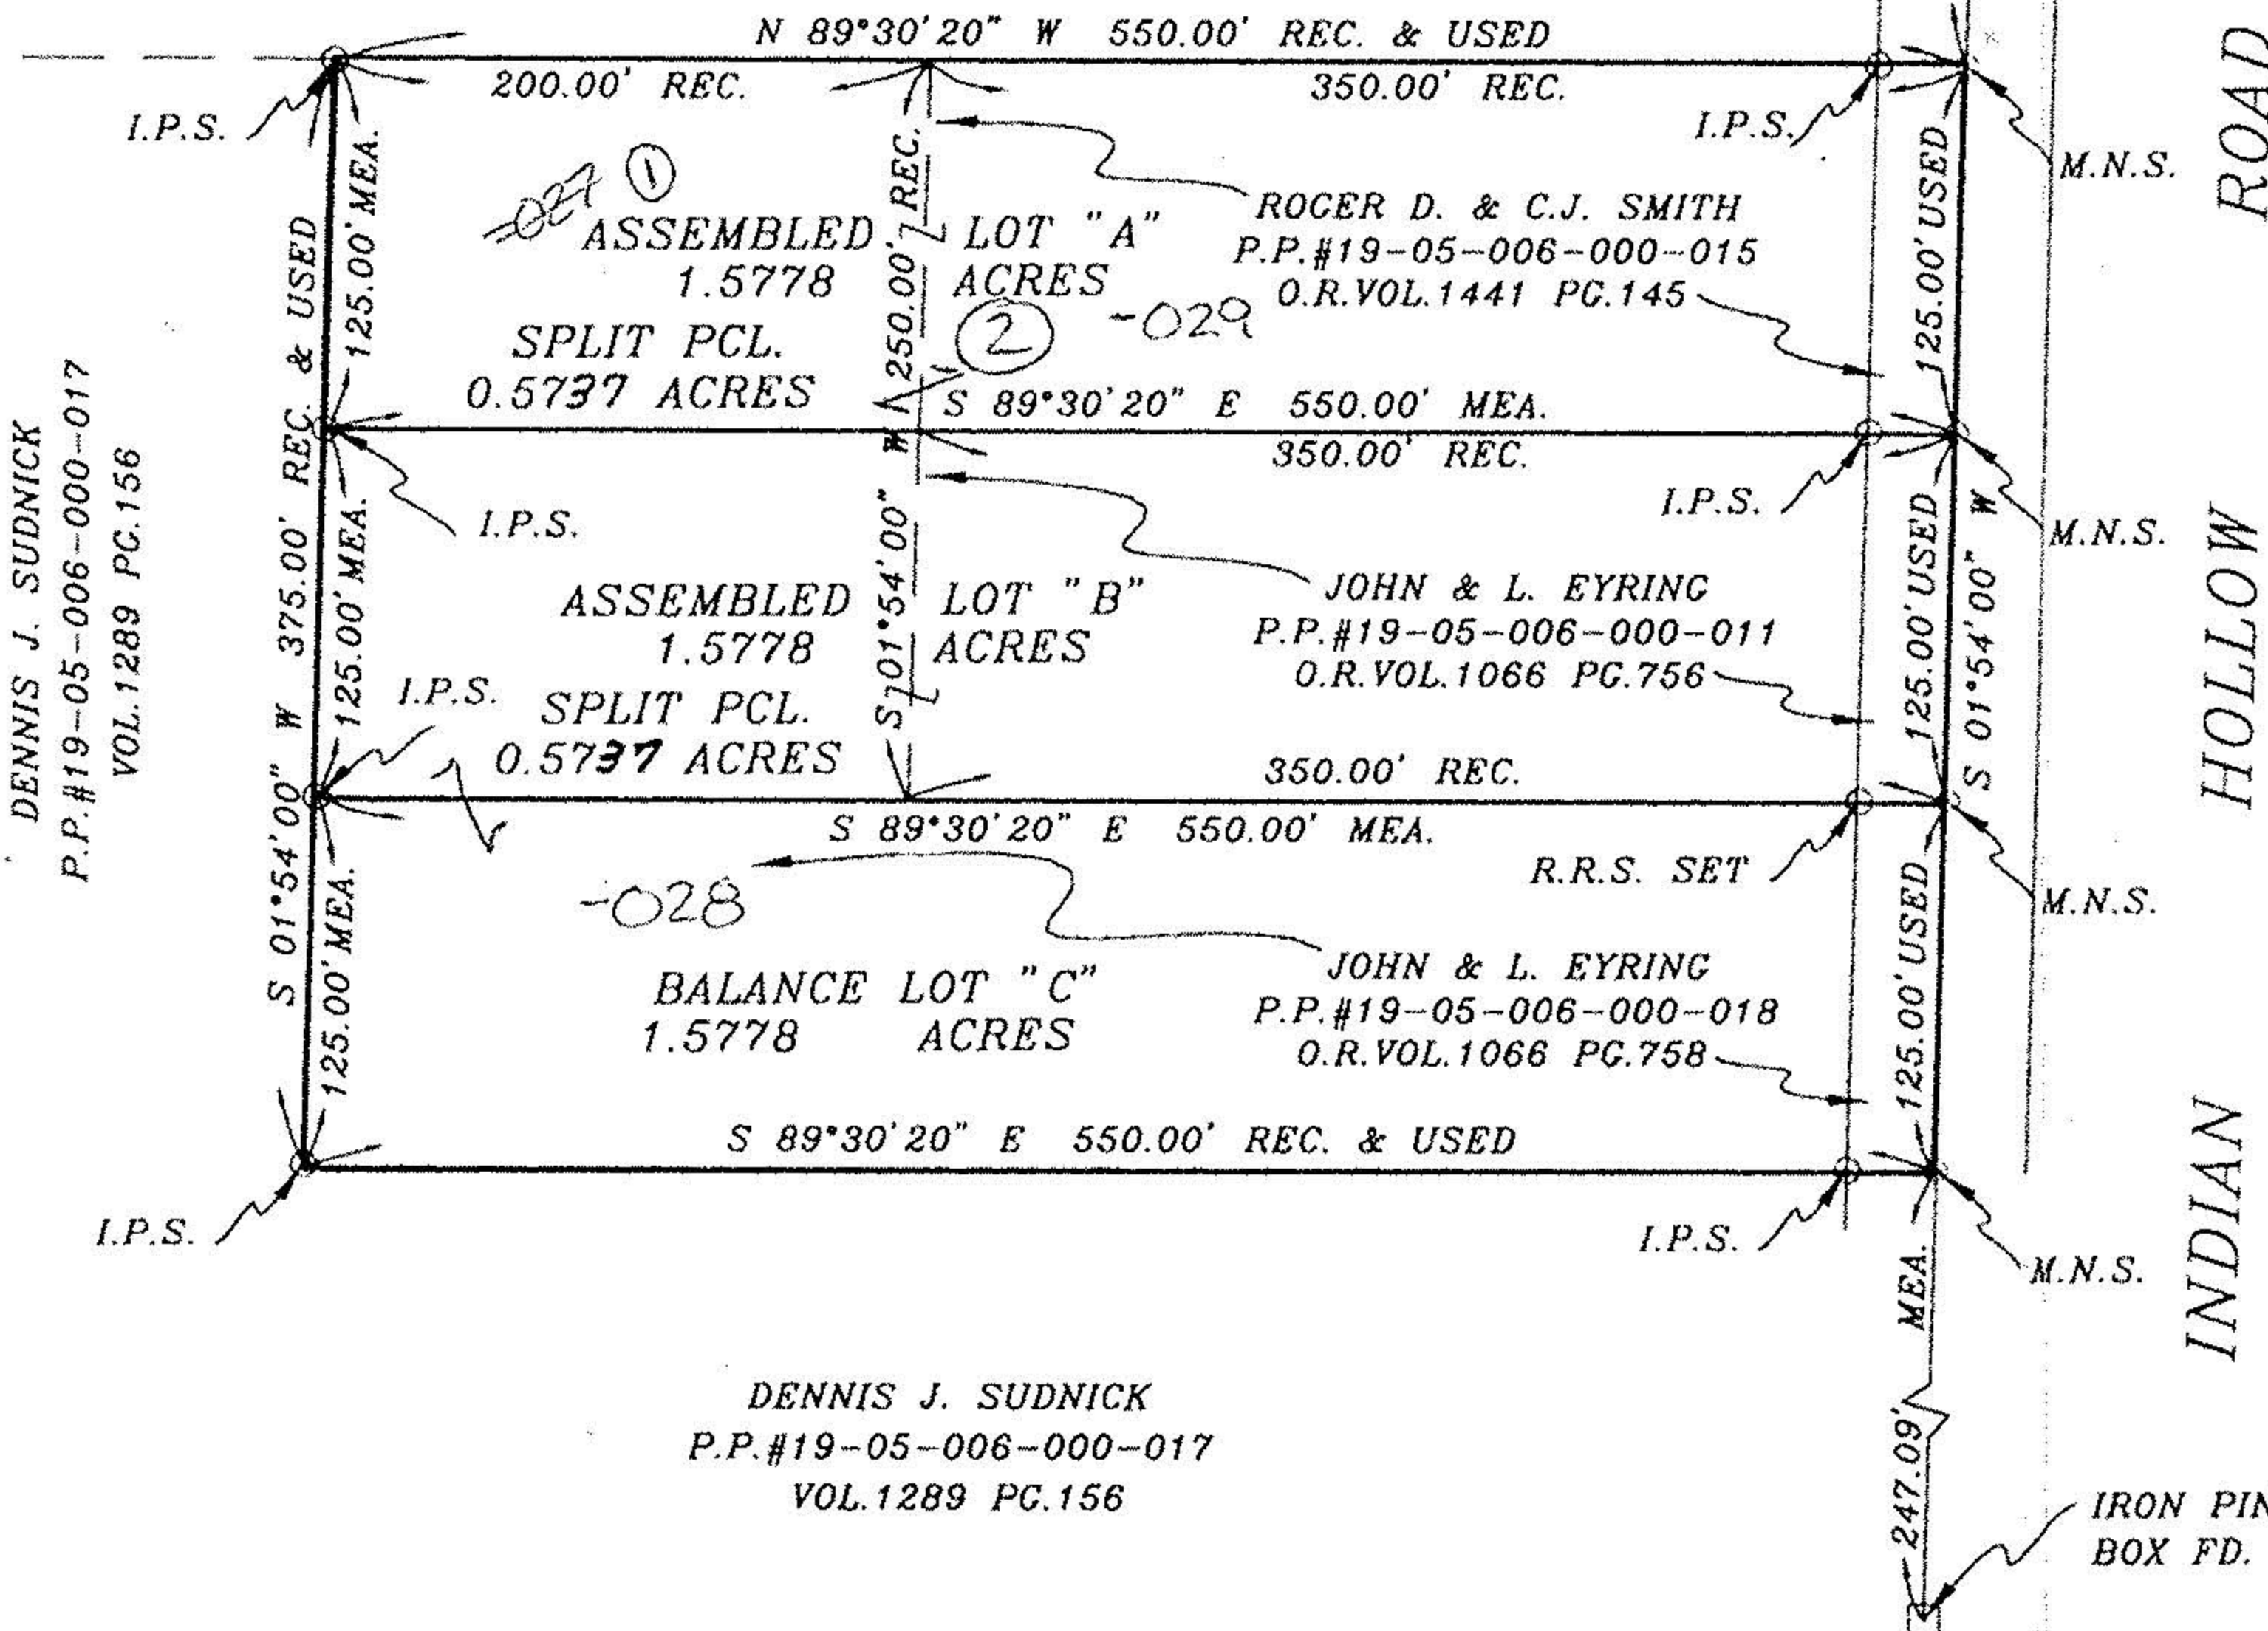 N 89°30'20" W 550.00' REC. & USED
200.00' REC.
350.00' REC.
I.P.S.
I.P.S.
M.N.S.
ROAD
125.00' MEA.
-027 1
250.00' REC.
125.00' USED
ROGER D. & C.J. SMITH
P.P.#19-05-006-000-015
O.R.VOL.1441 PG.145
ASSEMBLED LOT "A"
1.5778 ACRES
2 -029
SPLIT PCL.
0.5737 ACRES
S 89°30'20" E 550.00' MEA.
350.00' REC.
I.P.S.
I.P.S.
M.N.S.
DENNIS J. SUDNICK
P.P.#19-05-006-000-017
VOL.1289 PG.156
S 01°54'00" W 375.00' REC. & USED
125.00' MEA.
S 01°54'00" W
125.00' USED
S 01°54'00" W
HOLLOW
ASSEMBLED LOT "B"
1.5778 ACRES
JOHN & L. EYRING
P.P.#19-05-006-000-011
O.R.VOL.1066 PG.756
I.P.S.
SPLIT PCL.
0.5737 ACRES
350.00' REC.
S 89°30'20" E 550.00' MEA.
R.R.S. SET
M.N.S.
-028
125.00' MEA.
125.00' USED
BALANCE LOT "C"
1.5778 ACRES
JOHN & L. EYRING
P.P.#19-05-006-000-018
O.R.VOL.1066 PG.758
S 89°30'20" E 550.00' REC. & USED
I.P.S.
I.P.S.
M.N.S.
INDIAN
247.09' MEA.
DENNIS J. SUDNICK
P.P.#19-05-006-000-017
VOL.1289 PG.156
IRON PIN
BOX FD.